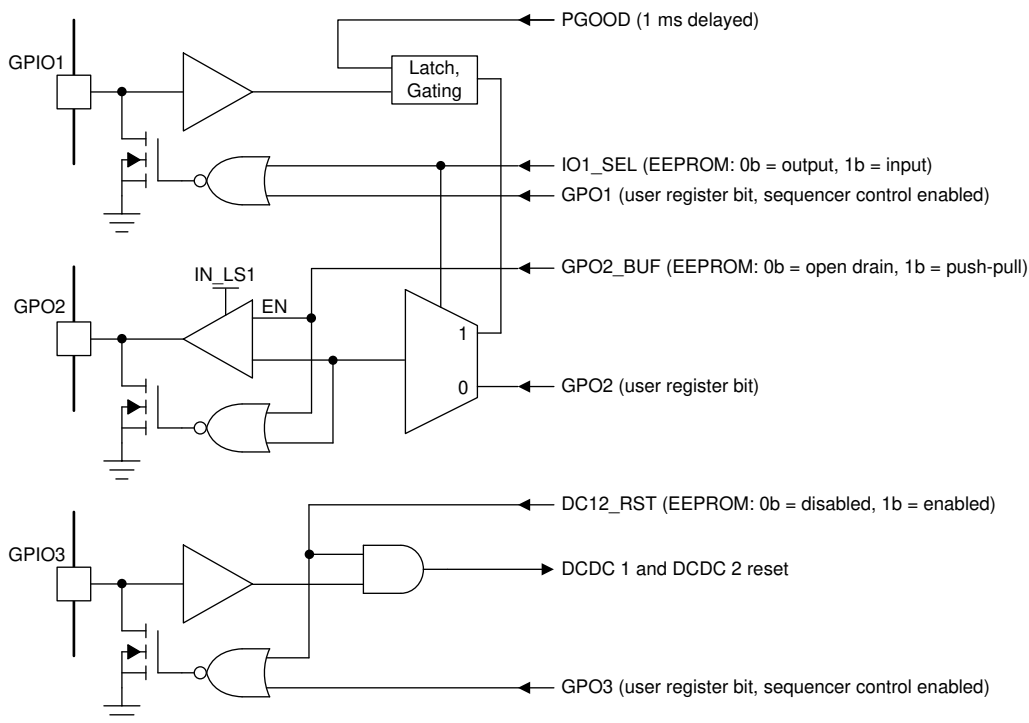 PGOOD (1 ms delayed)
GPIO1
Latch,
Gating
IO1_SEL (EEPROM: 0b = output, 1b = input)
GPO1 (user register bit, sequencer control enabled)
GPO2_BUF (EEPROM: 0b = open drain, 1b = push-pull)
IN_LS1
GPO2
EN
1
0
GPO2 (user register bit)
DC12_RST (EEPROM: 0b = disabled, 1b = enabled)
GPIO3
DCDC 1 and DCDC 2 reset
GPO3 (user register bit, sequencer control enabled)